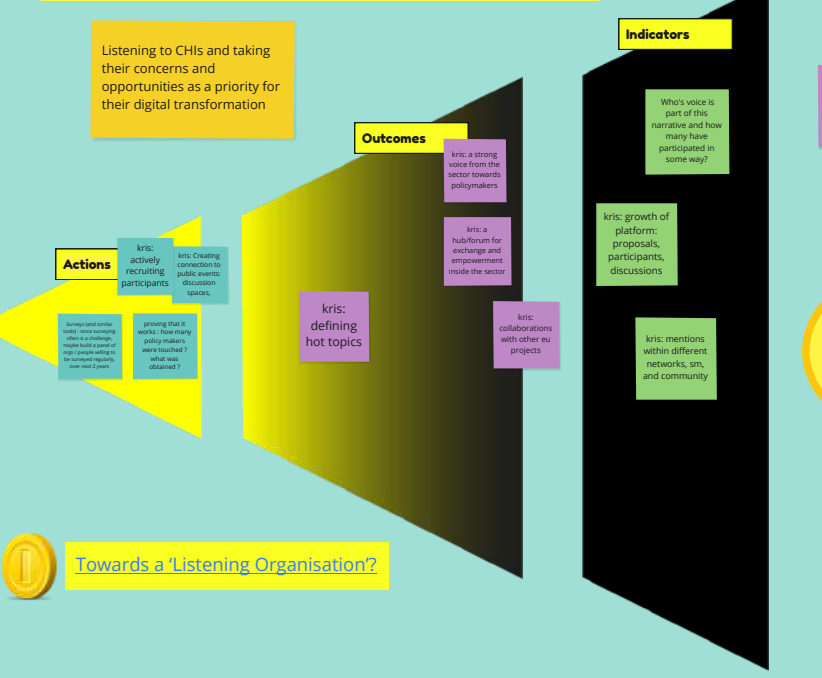 Listening to CHIs and taking
their concerns and
opportunities as a priority for
their digital transformation
Indicators
Who's voice is
part of this
narrative and how
many have
participated in
some way?
kris: growth of
platform:
proposals,
participants,
discussions
kris: mentions
within different
networks, sm,
and community
Outcomes
kris: a strong
voice from the
sector towards
policymakers
kris: a
hub/forum for
exchange and
empowerment
inside the sector
kris:
defining
hot topics
kris:
collaborations
with other eu
projects
Actions
kris:
actively
recruiting
participants
kris: Creating
connection to
public events:
discussion
spaces,
Surveys (and similar
tools) - since surveying
often is a challenge,
maybe build a panel of
orgs / people willing to
be surveyed regularly,
over next 2 years
proving that it
works : how many
policy makers
were touched ?
what was
obtained ?
Towards a 'Listening Organisation'?